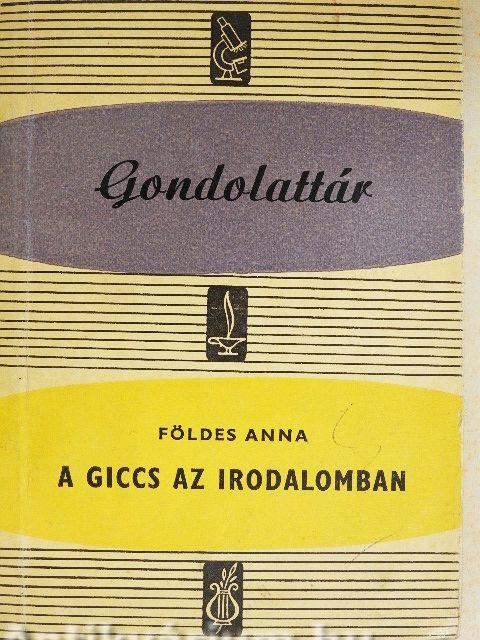 Gondolattár
FÖLDES ANNA
A GICCS AZ IRODALOMBAN